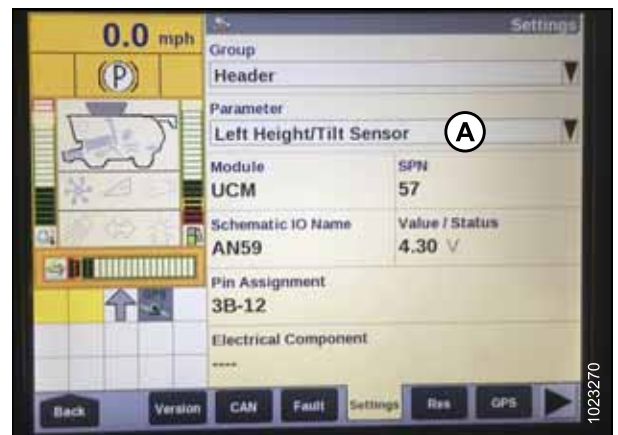 0.0 mph
Settings
(P)
Group
Header
Parameter
Left Height/Tilt Sensor
A
Module
SPN
UCM
57
Schematic IO Name
Value / Status
AN59
4.30 V
Pin Assignment
3B-12
GPS
Electrical Component
----
Back
Version
CAN
Fault
Settings
Res
GPS
1023270